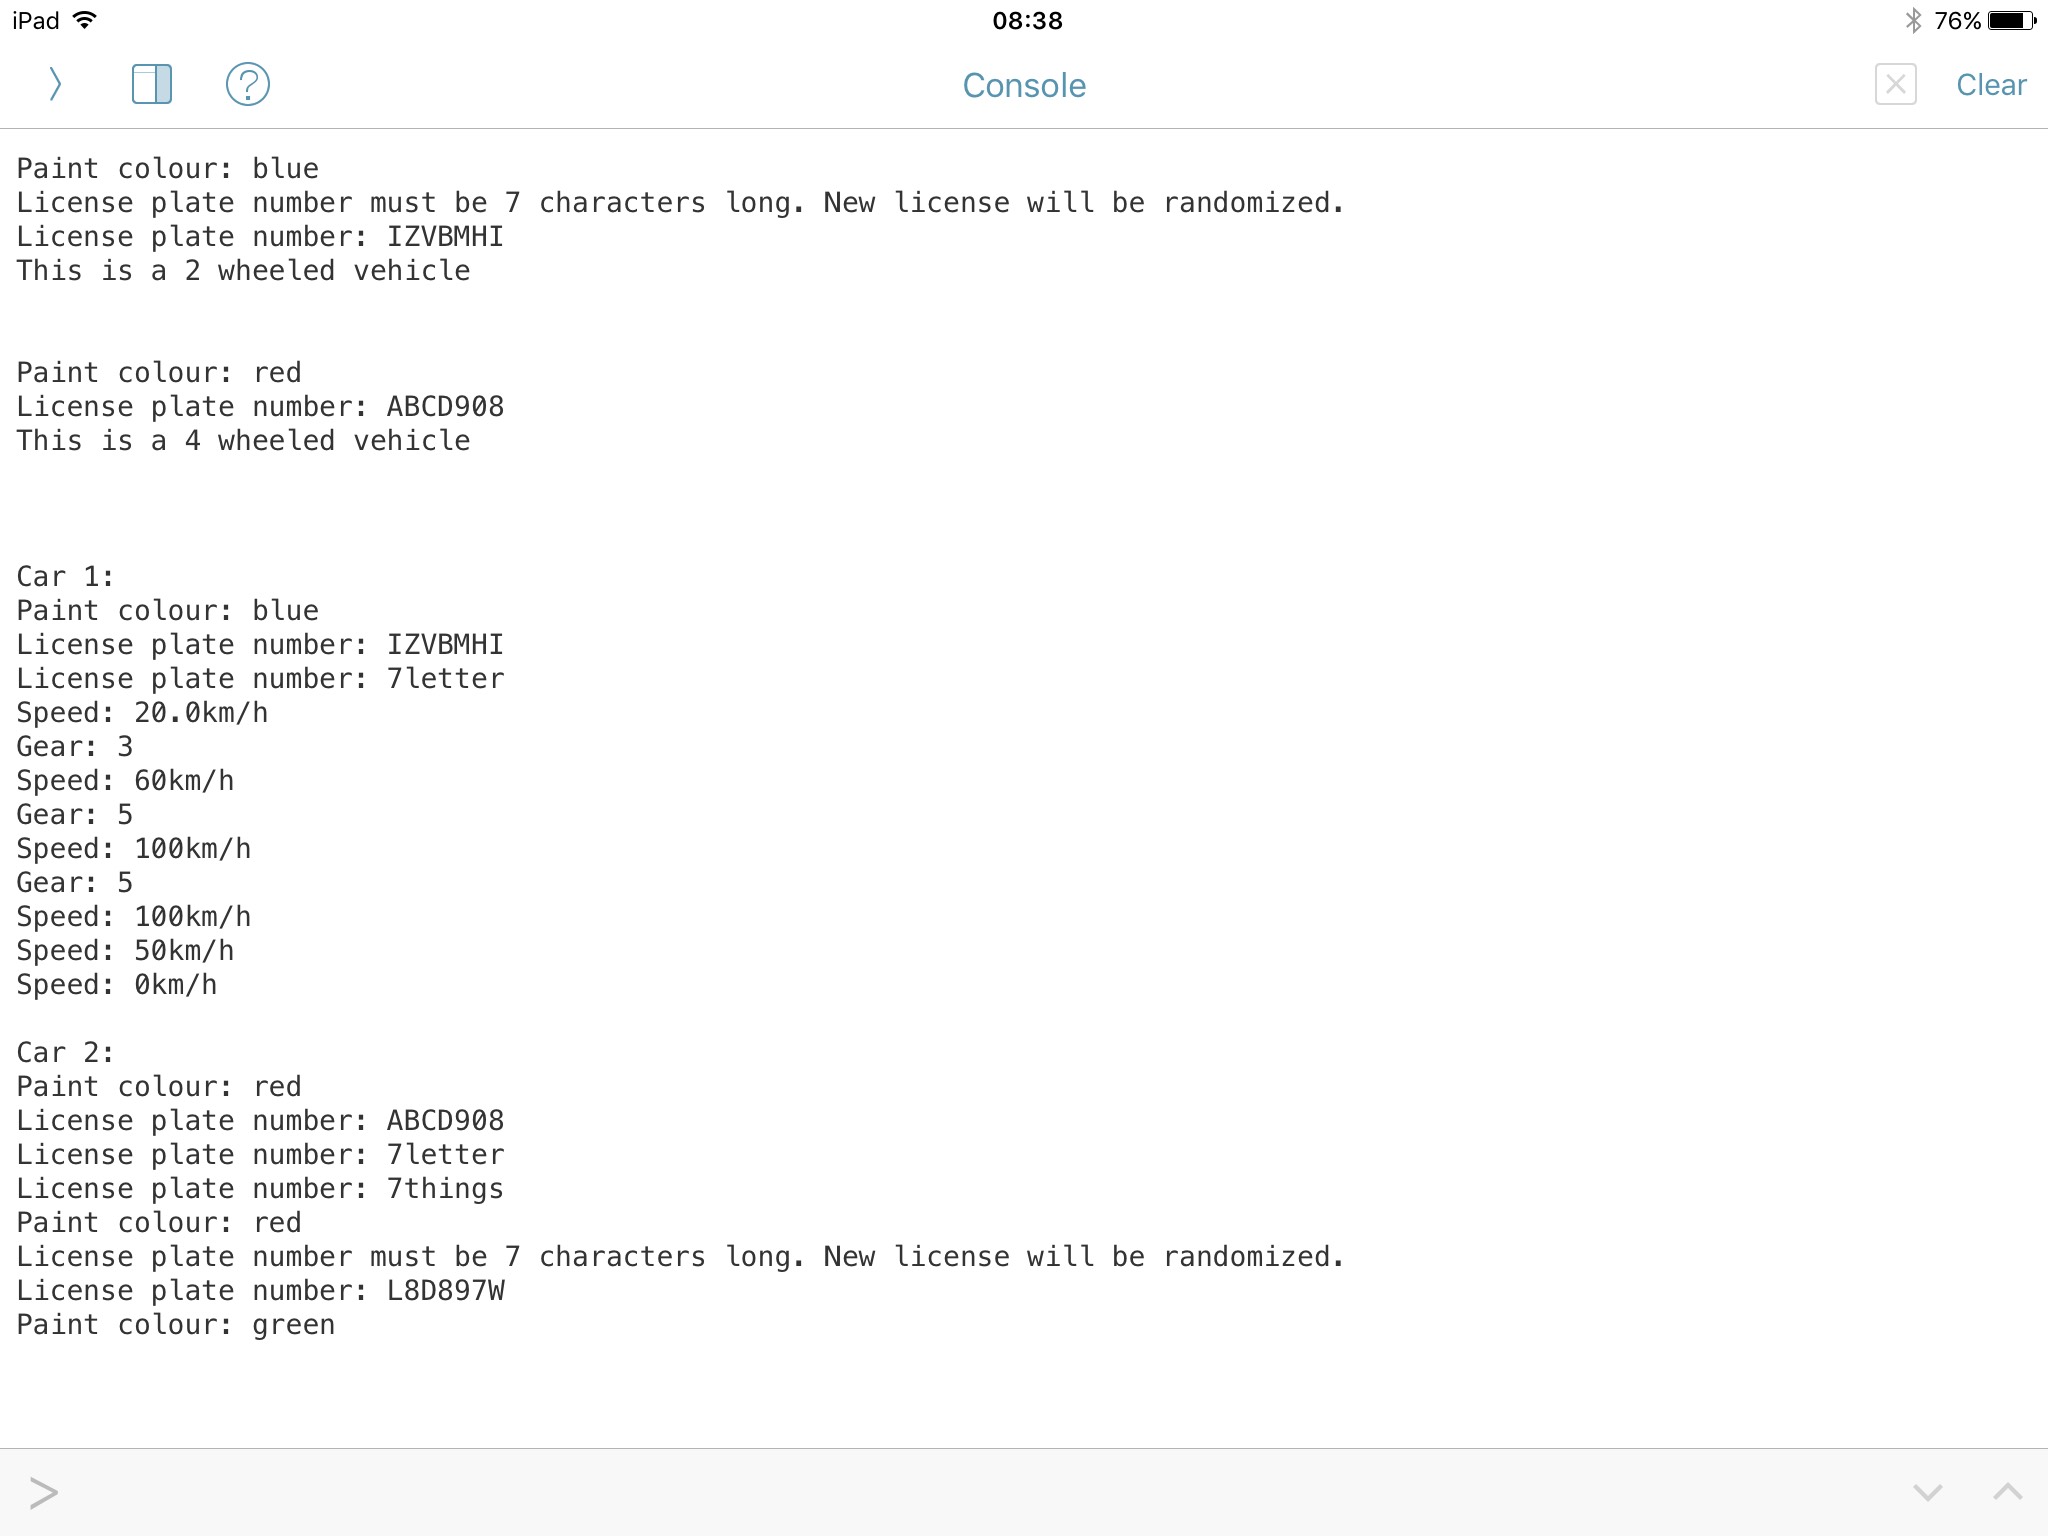 iPad 08:38 76%
Console Clear
Paint colour: blue
License plate number must be 7 characters long. New license will be randomized.
License plate number: IZVBMHI
This is a 2 wheeled vehicle
Paint colour: red
License plate number: ABCD908
This is a 4 wheeled vehicle
Car 1:
Paint colour: blue
License plate number: IZVBMHI
License plate number: 7letter
Speed: 20.0km/h
Gear: 3
Speed: 60km/h
Gear: 5
Speed: 100km/h
Gear: 5
Speed: 100km/h
Speed: 50km/h
Speed: 0km/h
Car 2:
Paint colour: red
License plate number: ABCD908
License plate number: 7letter
License plate number: 7things
Paint colour: red
License plate number must be 7 characters long. New license will be randomized.
License plate number: L8D897W
Paint colour: green
>